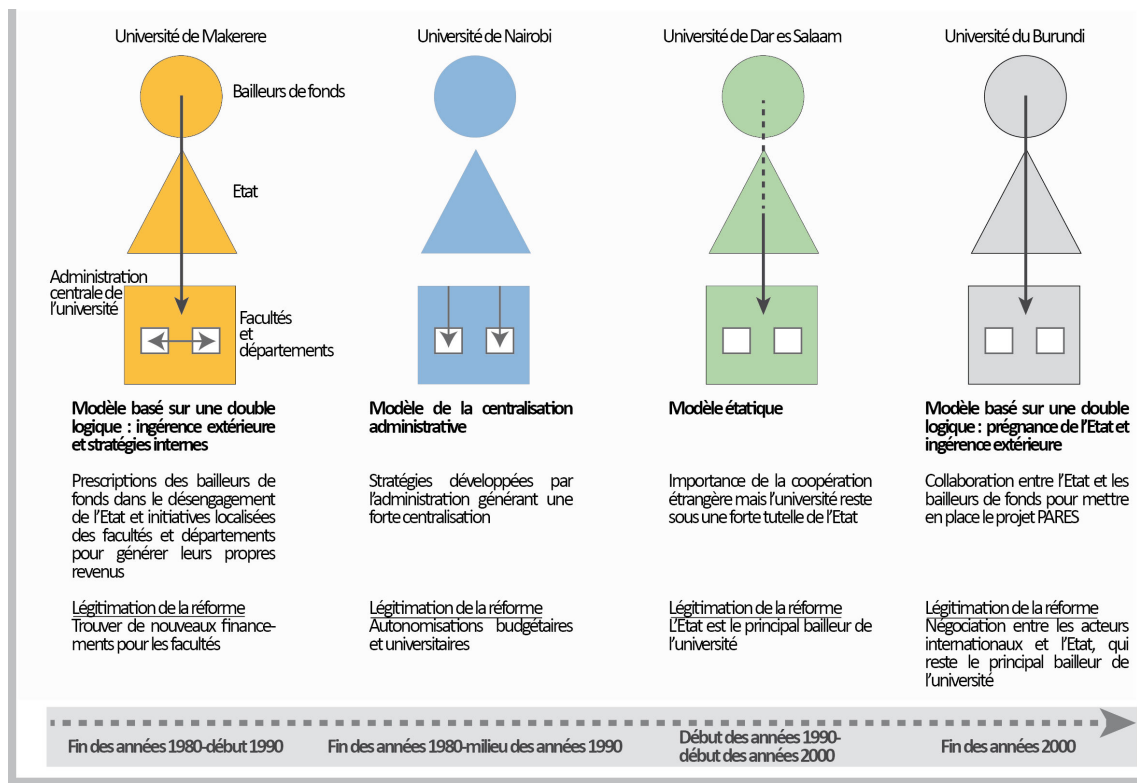 Université de Makerere
Université de Nairobi
Université de Dar es Salaam
Université du Burundi
Bailleurs de fonds
Etat
Administration
centrale de
l’université
Facultés
et
départements
Modèle basé sur une double
logique : ingérence extérieure
et stratégies internes
Prescriptions des bailleurs de
fonds dans le désengagement
de l’Etat et initiatives localisées
des facultés et départements
pour générer leurs propres
revenus
Légitimation de la réforme
Trouver de nouveaux finance-
ments pour les facultés
Modèle de la centralisation
administrative
Stratégies développées par
l’administration générant une
forte centralisation
Légitimation de la réforme
Autonomisations budgétaires
et universitaires
Modèle étatique
Importance de la coopération
étrangère mais l’université reste
sous une forte tutelle de l’Etat
Légitimation de la réforme
L’Etat est le principal bailleur de
l’université
Modèle basé sur une double
logique : prégnance de l’Etat et
ingérence extérieure
Collaboration entre l’Etat et les
bailleurs de fonds pour mettre
en place le projet PARES
Légitimation de la réforme
Négociation entre les acteurs
internationaux et l’Etat, qui
reste le principal bailleur de
l’université
Fin des années 1980-début 1990
Fin des années 1980-milieu des années 1990
Début des années 1990-
début des années 2000
Fin des années 2000